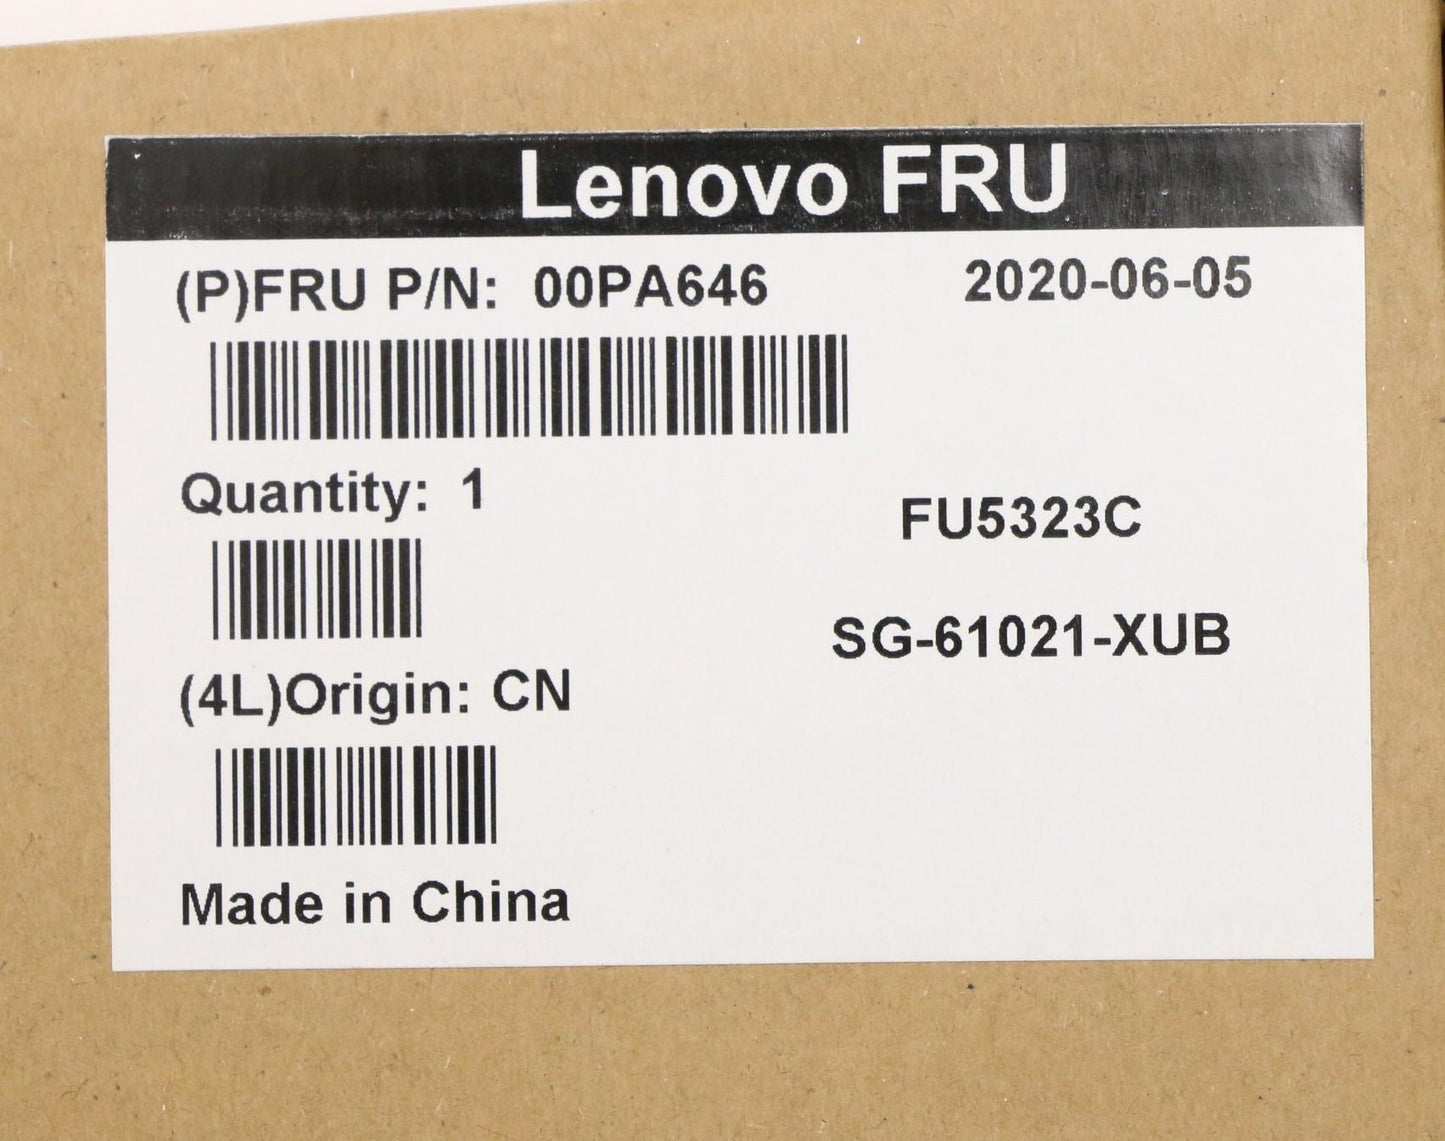 Lenovo FRU
(P)FRU P/N: 00PA646 2020-06-05
Quantity: 1
FU5323C
SG-61021-XUB
(4L)Origin: CN
Made in China